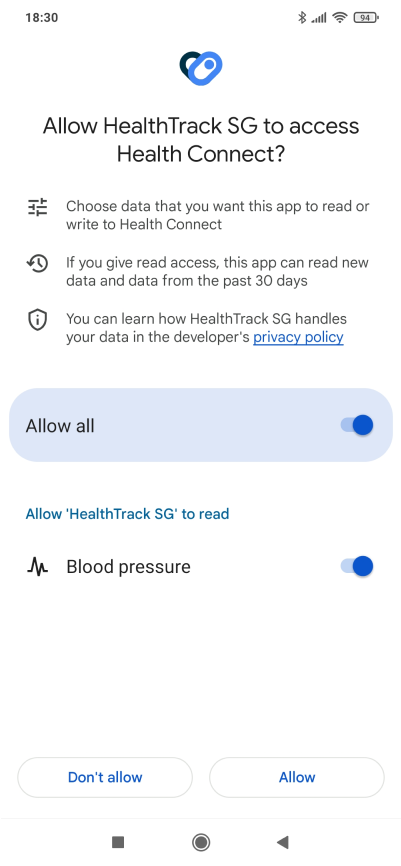 18:30
94
Allow HealthTrack SG to access
Health Connect?
Choose data that you want this app to read or
write to Health Connect
If you give read access, this app can read new
data and data from the past 30 days
You can learn how HealthTrack SG handles
your data in the developer's privacy policy
Allow all
Allow 'HealthTrack SG' to read
Blood pressure
Don't allow
Allow